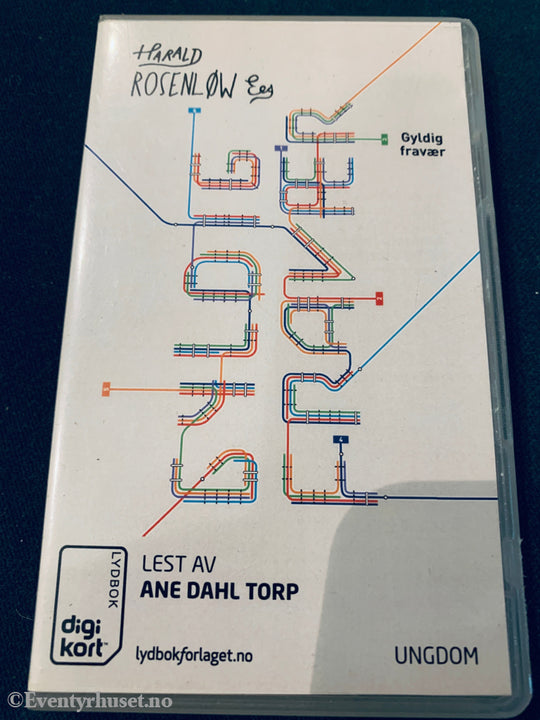 HARALD
ROSENLØW Eeg
Gyldig
fravær
GYLDIG
FRAVÆR
LEST AV
ANE DAHL TORP
LYDBOK
digi
kort™
lydbokforlaget.no
UNGDOM
©Eventyrhuset.no